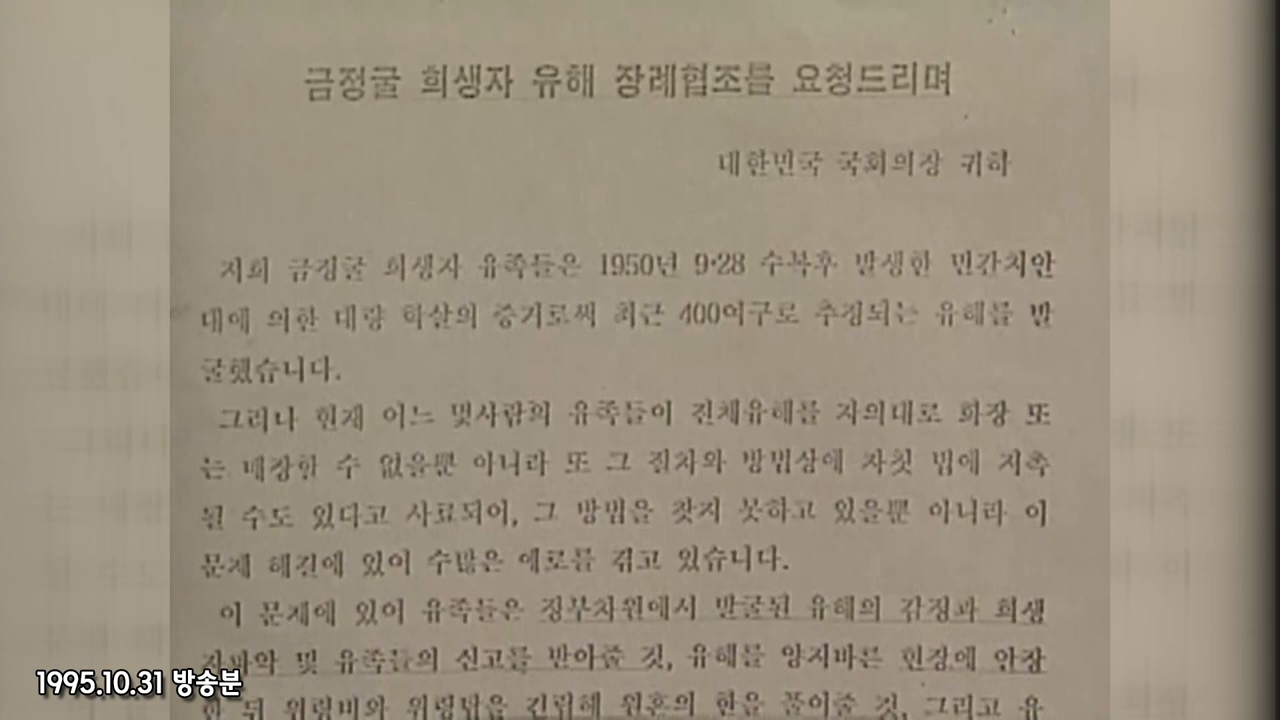 금정굴 희생자 유해 장례협조를 요청드리며
대한민국 국회의장 귀하
저희 금정굴 희생자 유족들은 1950년 9·28 수복후 발생한 민간치안
대에 의한 대량 학살의 증거로써 최근 400여구로 추정되는 유해를 발
굴했습니다.
그러나 현재 어느 몇사람의 유족들이 전체유해를 자의대로 화장 또
는 매장할 수 없을뿐 아니라 또 그 절차와 방법상에 자칫 법에 저촉
될 수도 있다고 사료되어, 그 방법을 찾지 못하고 있을뿐 아니라 이
문제 해결에 있어 수많은 애로를 겪고 있습니다.
이 문제에 있어 유족들은 정부차원에서 발굴된 유해의 감정과 희생
자파악 및 유족들의 신고를 받아줄 것, 유해를 양지바른 현장에 안장
한 뒤 위령비와 위령탑을 건립해 원혼의 한을 풀어줄 것, 그리고 유
1995.10.31 방송분